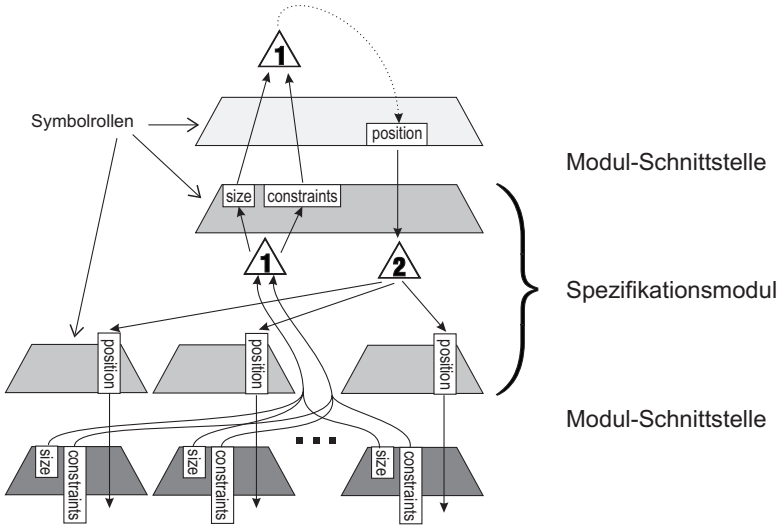 1
Symbolrollen
position
Modul-Schnittstelle
size
constraints
1
2
Spezifikationsmodul
position
position
position
Modul-Schnittstelle
size
constraints
size
constraints
size
constraints